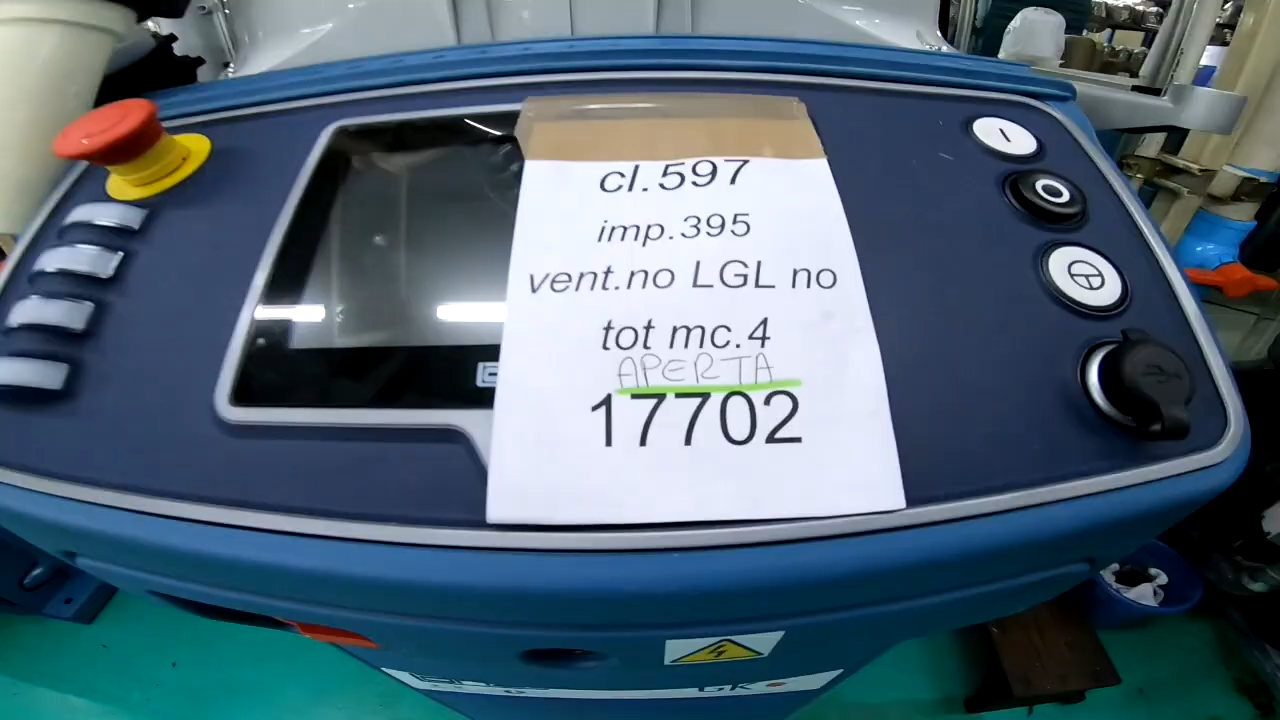 cl.597
imp.395
vent.no LGL no
tot mc.4
APERTA
17702